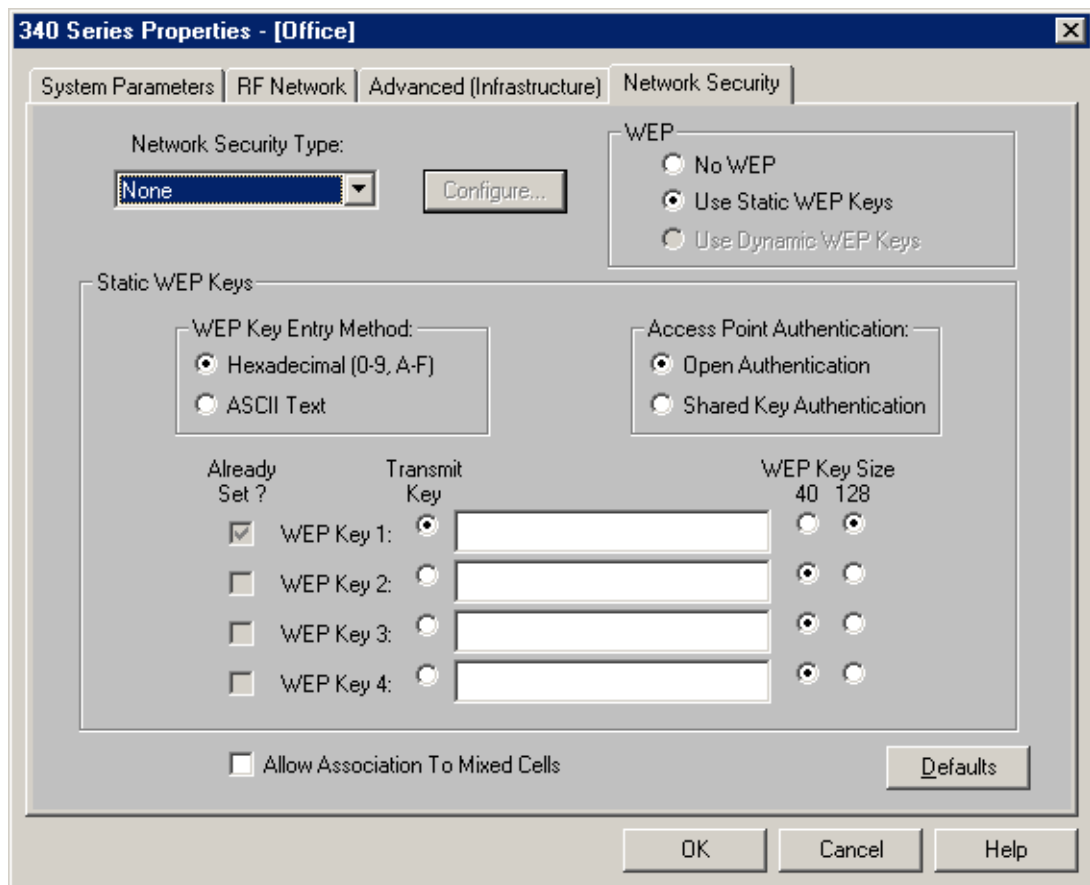 340 Series Properties - [Office]
System Parameters RF Network Advanced (Infrastructure) Network Security
Network Security Type:
None
Configure...
WEP
No WEP
Use Static WEP Keys
Use Dynamic WEP Keys
Static WEP Keys
WEP Key Entry Method:
Hexadecimal (0-9, A-F)
ASCII Text
Access Point Authentication:
Open Authentication
Shared Key Authentication
Already
Set ?
Transmit
Key
WEP Key Size
40 128
WEP Key 1:
WEP Key 2:
WEP Key 3:
WEP Key 4:
Allow Association To Mixed Cells
Defaults
OK Cancel Help